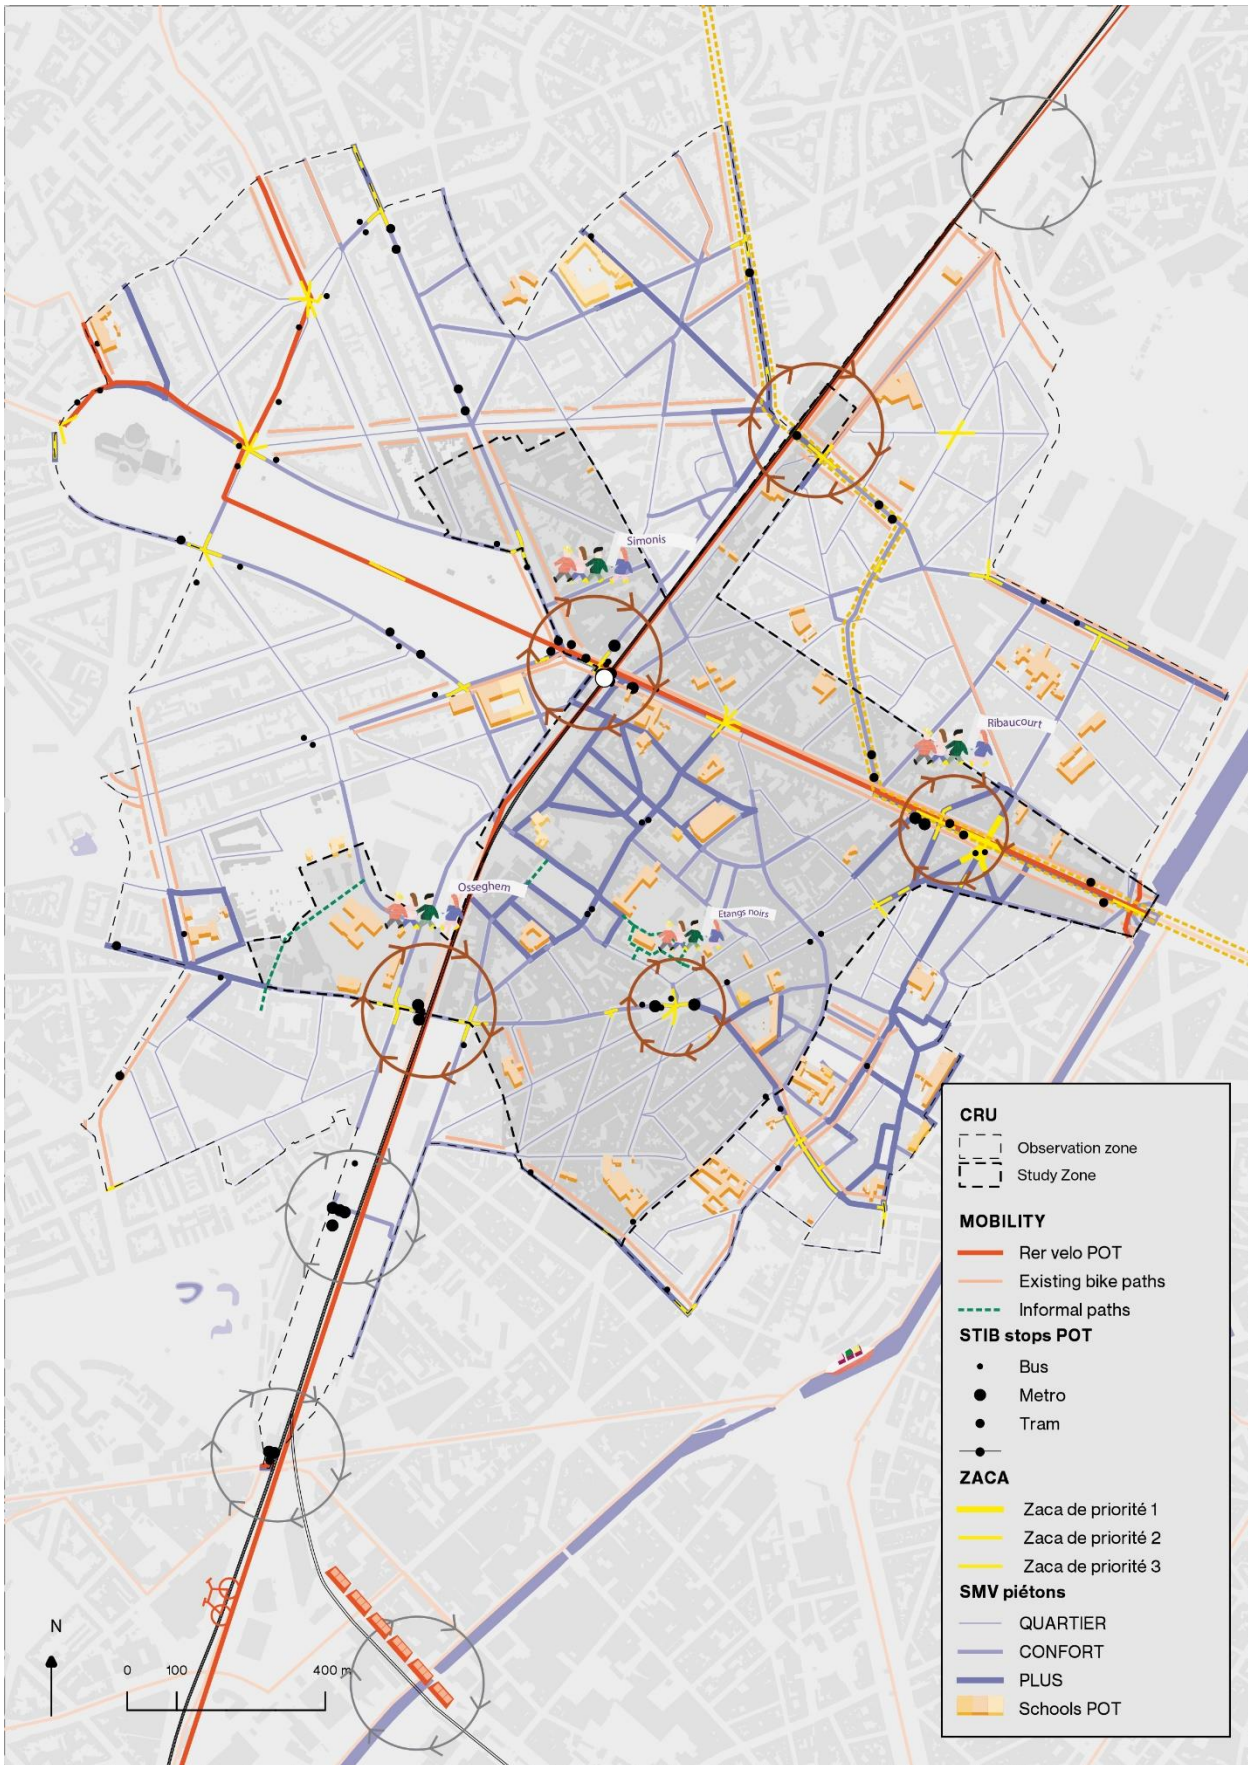 Simonis
Ribaucourt
Osseghem
Etangs noirs
CRU
Observation zone
Study Zone
MOBILITY
Rer velo POT
Existing bike paths
Informal paths
STIB stops POT
Bus
Metro
Tram
ZACA
Zaca de priorité 1
Zaca de priorité 2
Zaca de priorité 3
SMV piétons
QUARTIER
CONFORT
PLUS
Schools POT
N
0 100 400 m